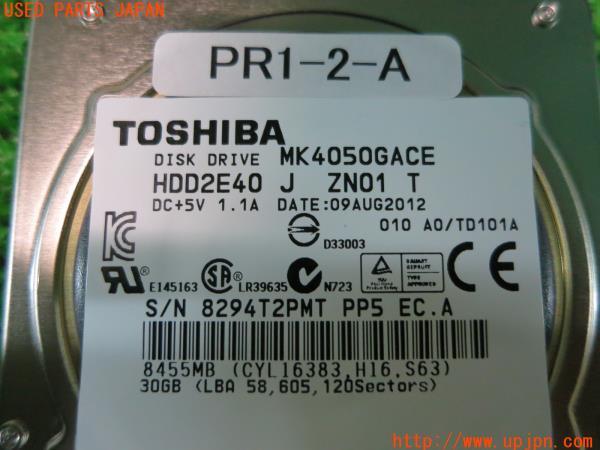 USED PARTS JAPAN
PR1-2-A
TOSHIBA
DISK DRIVE MK4050GACE
HDD2E40 J ZN01 T
DC+5V 1.1A DATE:09AUG2012
010 A0/TD101A
D33003
E145163 LR39635 N723
CE
S/N 8294T2PMT PP5 EC.A
8455MB (CYL16383,H16,S63)
30GB (LBA 58,605,120Sectors)
http://www.upjpn.com